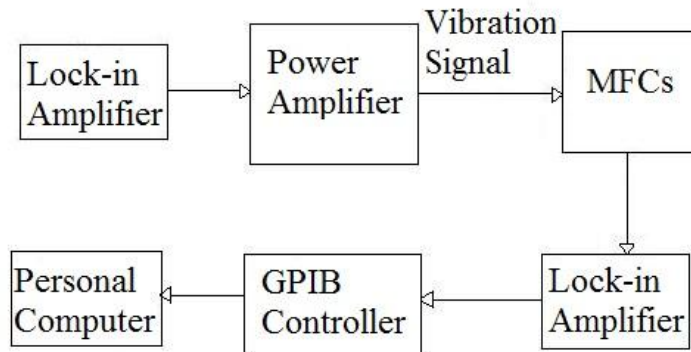 Lock-in
Amplifier
Power
Amplifier
Vibration
Signal
MFCs
Personal
Computer
GPIB
Controller
Lock-in
Amplifier